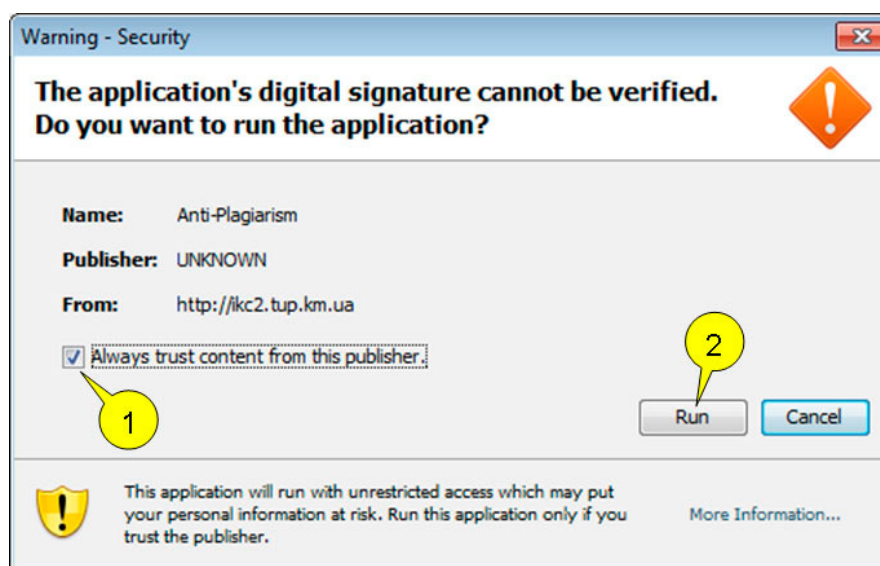 Warning - Security
The application's digital signature cannot be verified.
Do you want to run the application?
Name: Anti-Plagiarism
Publisher: UNKNOWN
From: http://ikc2.tup.km.ua
Always trust content from this publisher.
2
1
Run Cancel
This application will run with unrestricted access which may put
your personal information at risk. Run this application only if you More Information...
trust the publisher.